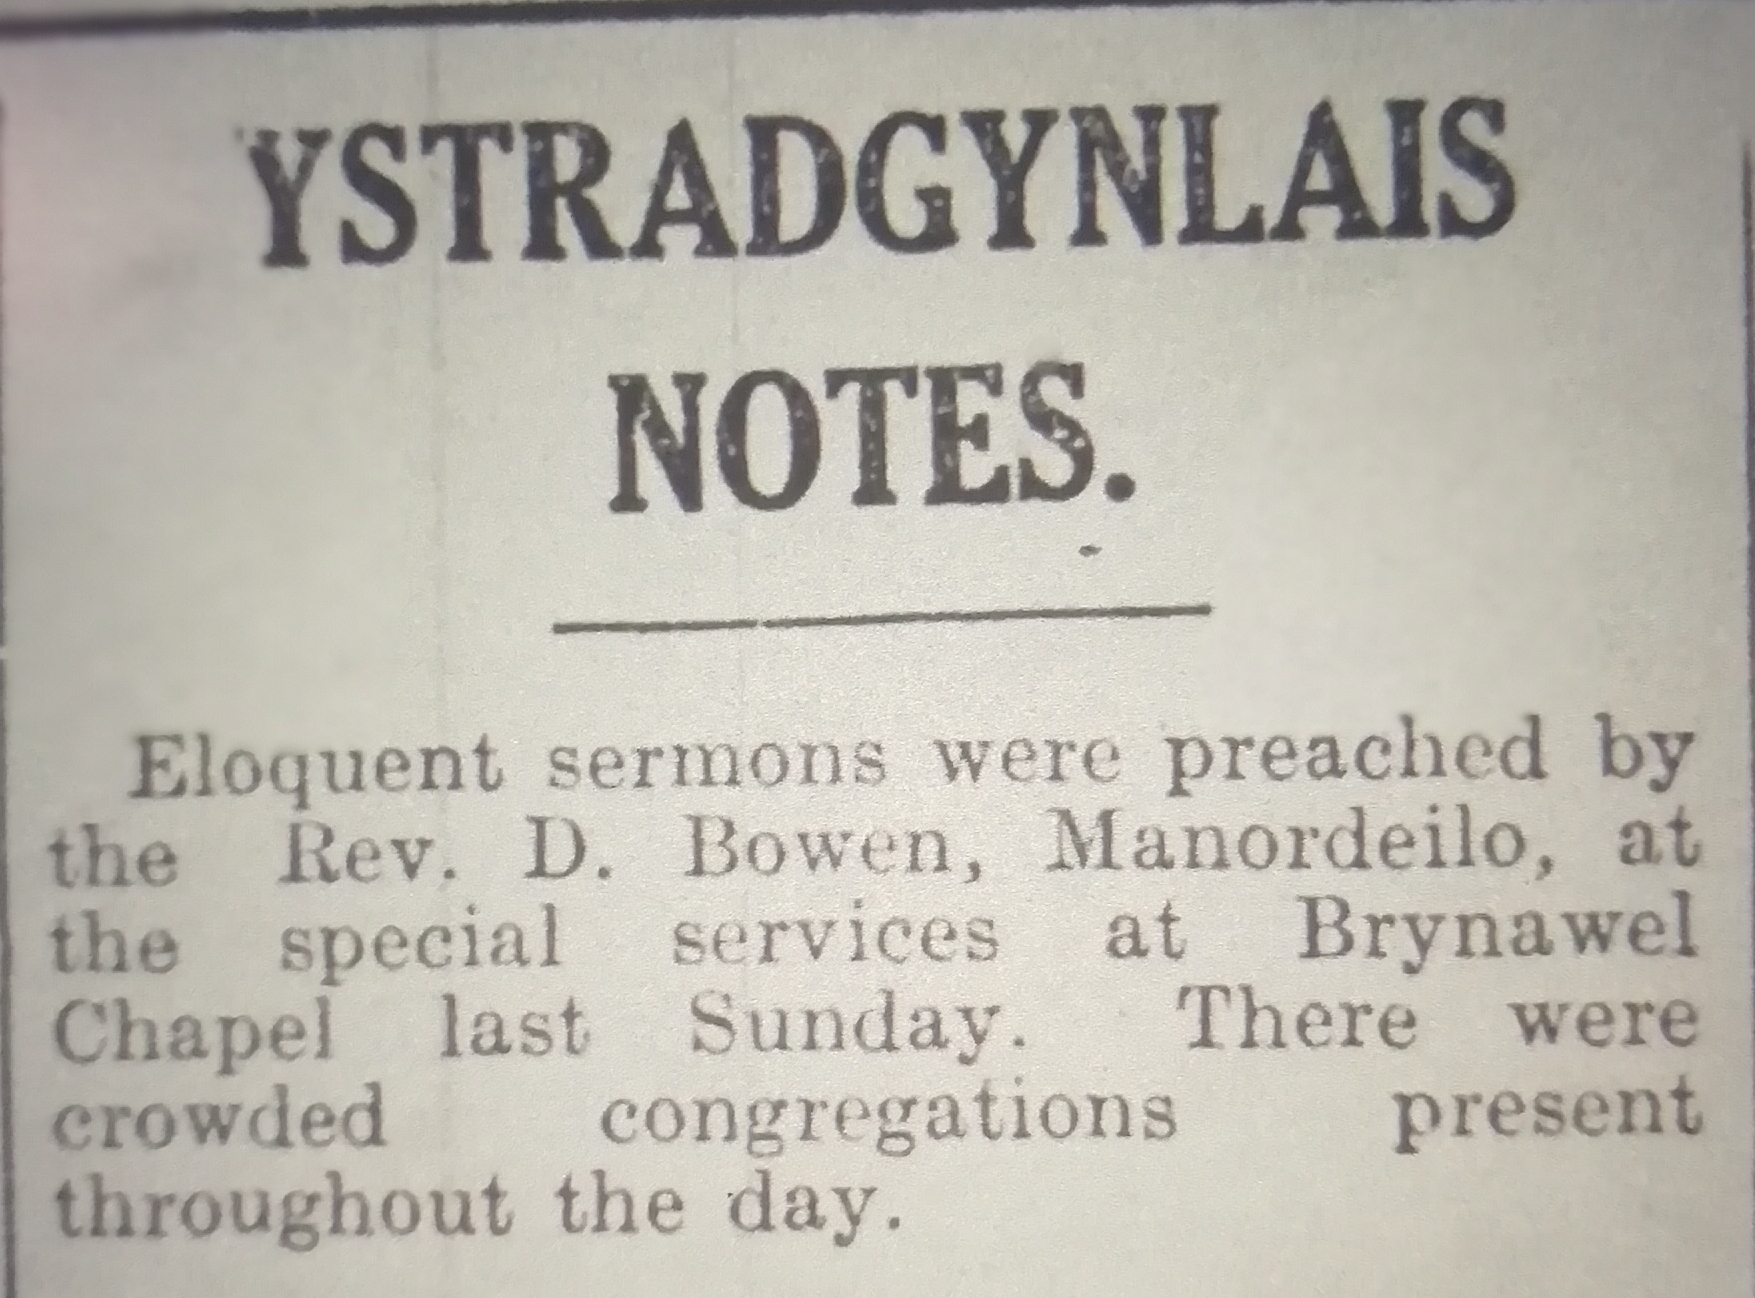 YSTRADGYNLAIS
NOTES.
Eloquent sermons were preached by
the Rev. D. Bowen, Manordeilo, at
the special services at Brynawel
Chapel last Sunday. There were
crowded congregations present
throughout the day.